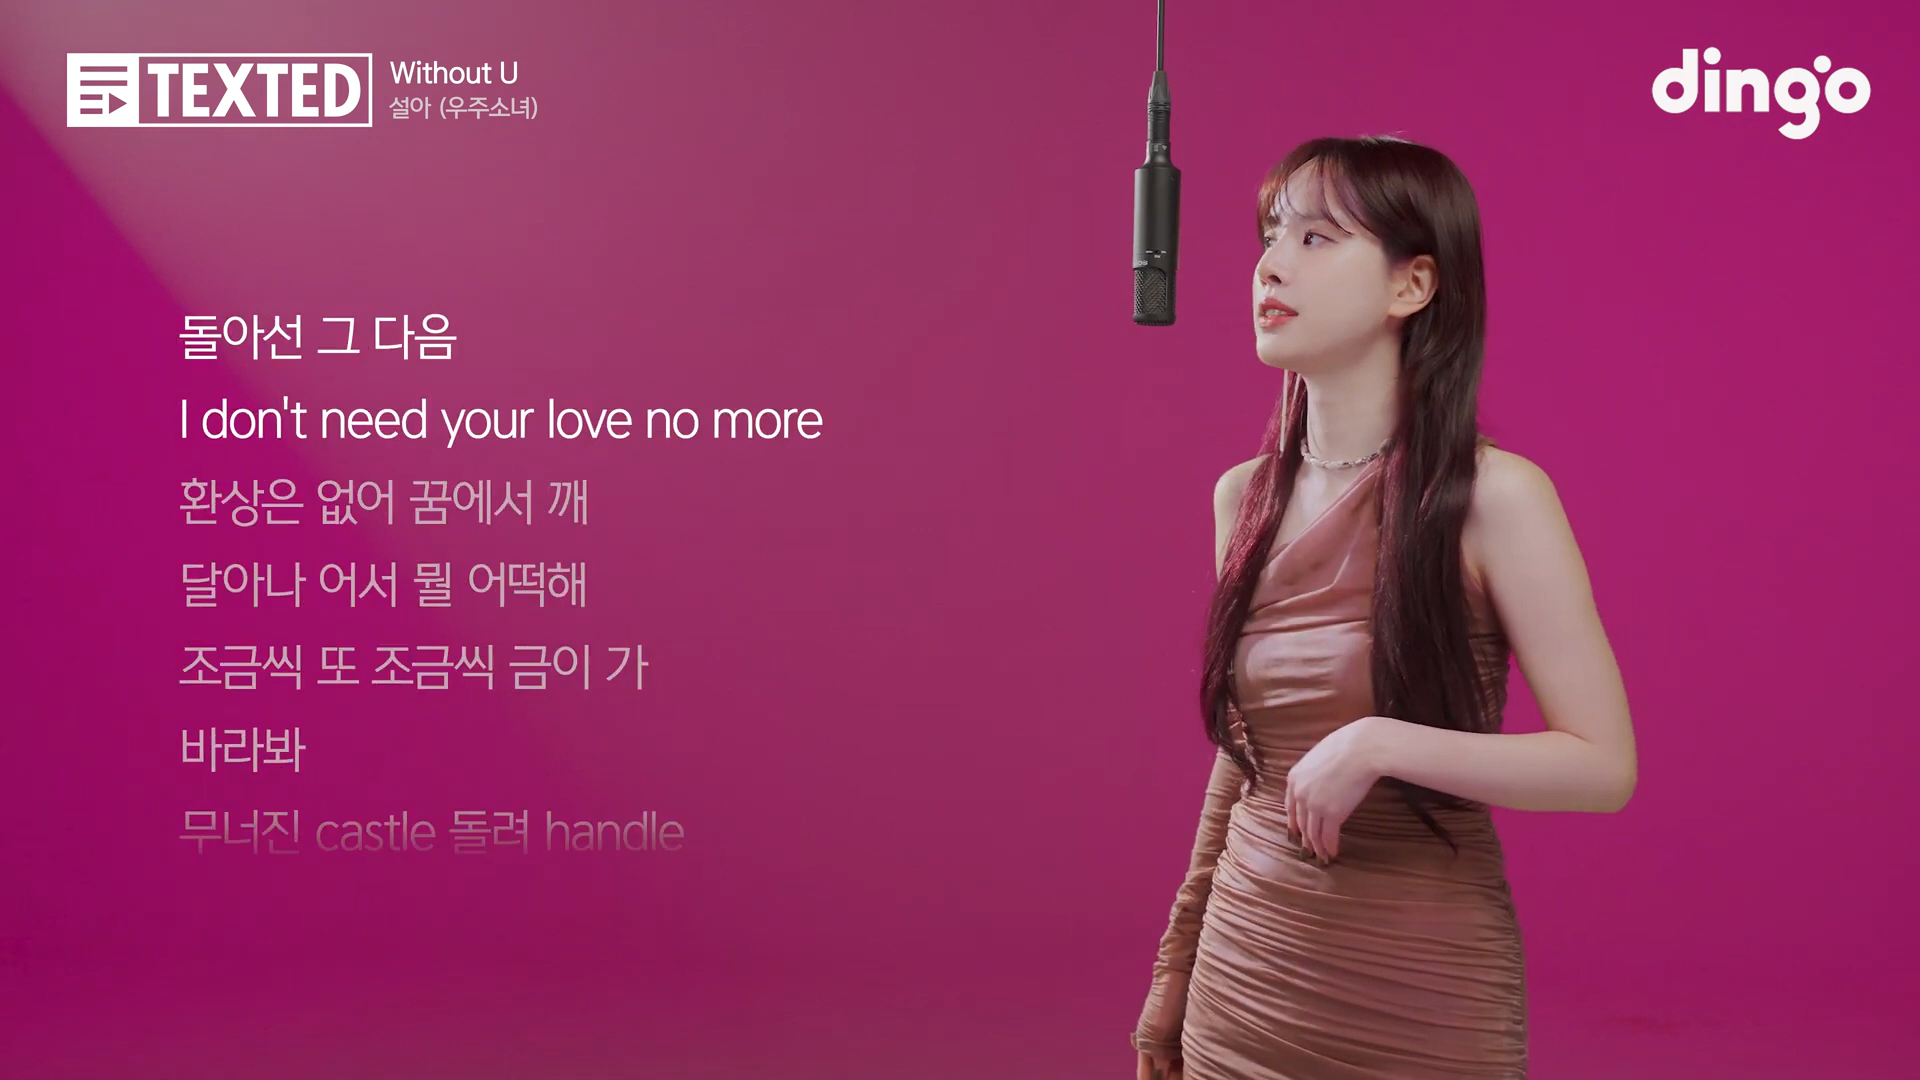 TEXTED
Without U
설아 (우주소녀)
dingo
돌아선 그 다음
I don't need your love no more
환상은 없어 꿈에서 깨
달아나 어서 뭘 어떡해
조금씩 또 조금씩 금이 가
바라봐
무너진 castle 돌려 handle